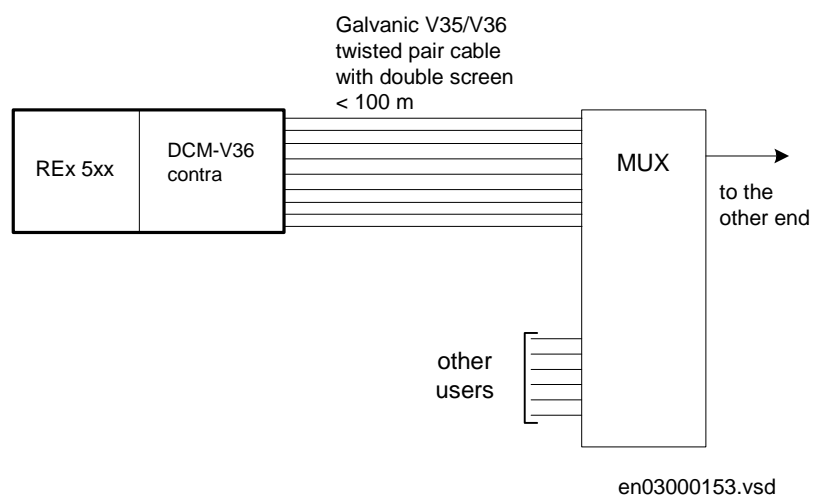 Galvanic V35/V36
twisted pair cable
with double screen
< 100 m
REx 5xx
DCM-V36
contra
MUX
to the
other end
other
users
en03000153.vsd